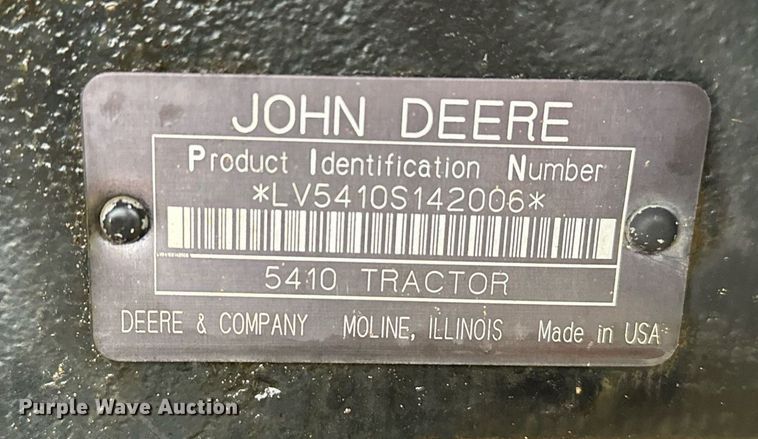 JOHN DEERE
Product Identification Number
*LV5410S142006*
5410 TRACTOR
DEERE & COMPANY MOLINE, ILLINOIS Made in USA
Purple Wave Auction